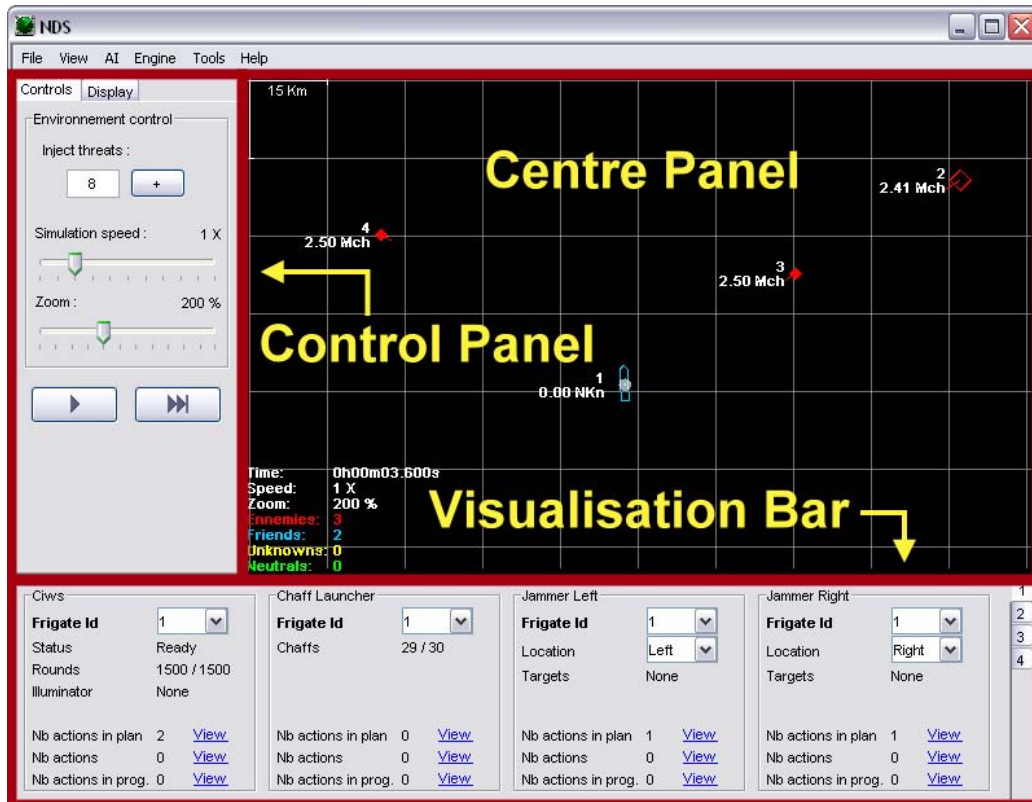 NDS
File View AI Engine Tools Help
Controls Display
Environnement control
Inject threats :
8 +
Simulation speed : 1 X
Zoom : 200 %
15 Km
Centre Panel
2
2.41 Mch
4
2.50 Mch
3
2.50 Mch
Control Panel
1
0.00 NKn
Time: 0h00m03.600s
Speed: 1 X
Zoom: 200 %
Ennemies: 3
Friends: 2
Unknowns: 0
Neutrals: 0
Visualisation Bar
Ciws
Frigate Id 1
Status Ready
Rounds 1500 / 1500
Illuminator None
Nb actions in plan 2 View
Nb actions 0 View
Nb actions in prog. 0 View
Chaff Launcher
Frigate Id 1
Chaffs 29 / 30
Nb actions in plan 0 View
Nb actions 0 View
Nb actions in prog. 0 View
Jammer Left
Frigate Id 1
Location Left
Targets None
Nb actions in plan 1 View
Nb actions 0 View
Nb actions in prog. 0 View
Jammer Right
Frigate Id 1
Location Right
Targets None
Nb actions in plan 1 View
Nb actions 0 View
Nb actions in prog. 0 View
1
2
3
4